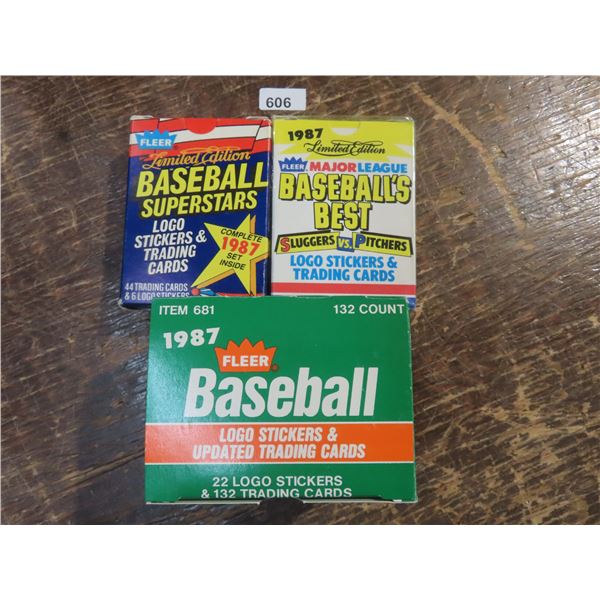 606
FLEER
Limited Edition
BASEBALL
SUPERSTARS
LOGO
STICKERS &
TRADING
CARDS
COMPLETE
1987
SET
INSIDE
44 TRADING CARDS
& 6 LOGO STICKERS
1987
Limited Edition
FLEER MAJOR LEAGUE
BASEBALL'S
BEST
SLUGGERS VS. PITCHERS
LOGO STICKERS &
TRADING CARDS
ITEM 681 132 COUNT
1987
FLEER
Baseball
LOGO STICKERS &
UPDATED TRADING CARDS
22 LOGO STICKERS
& 132 TRADING CARDS